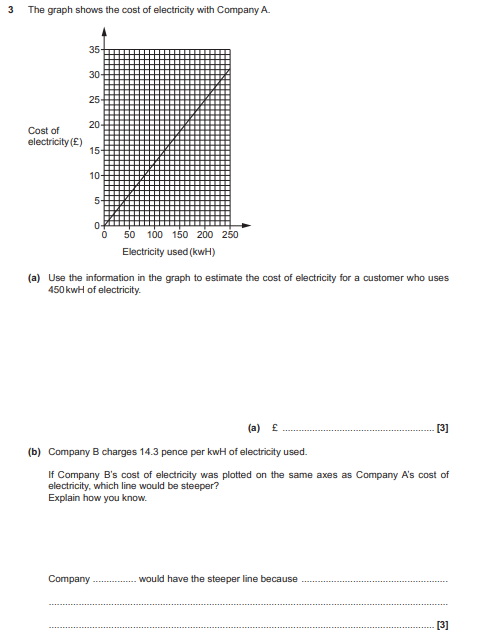 3 The graph shows the cost of electricity with Company A.
35
30
25
20
Cost of
electricity (£)
15
10
5
0
0 50 100 150 200 250
Electricity used (kwH)
(a) Use the information in the graph to estimate the cost of electricity for a customer who uses
450 kwH of electricity.
(a) £ ........................................................ [3]
(b) Company B charges 14.3 pence per kwH of electricity used.
If Company B's cost of electricity was plotted on the same axes as Company A's cost of
electricity, which line would be steeper?
Explain how you know.
Company ................ would have the steeper line because ......................................................
........................................................................................................................................
................................................................................................................................ [3]